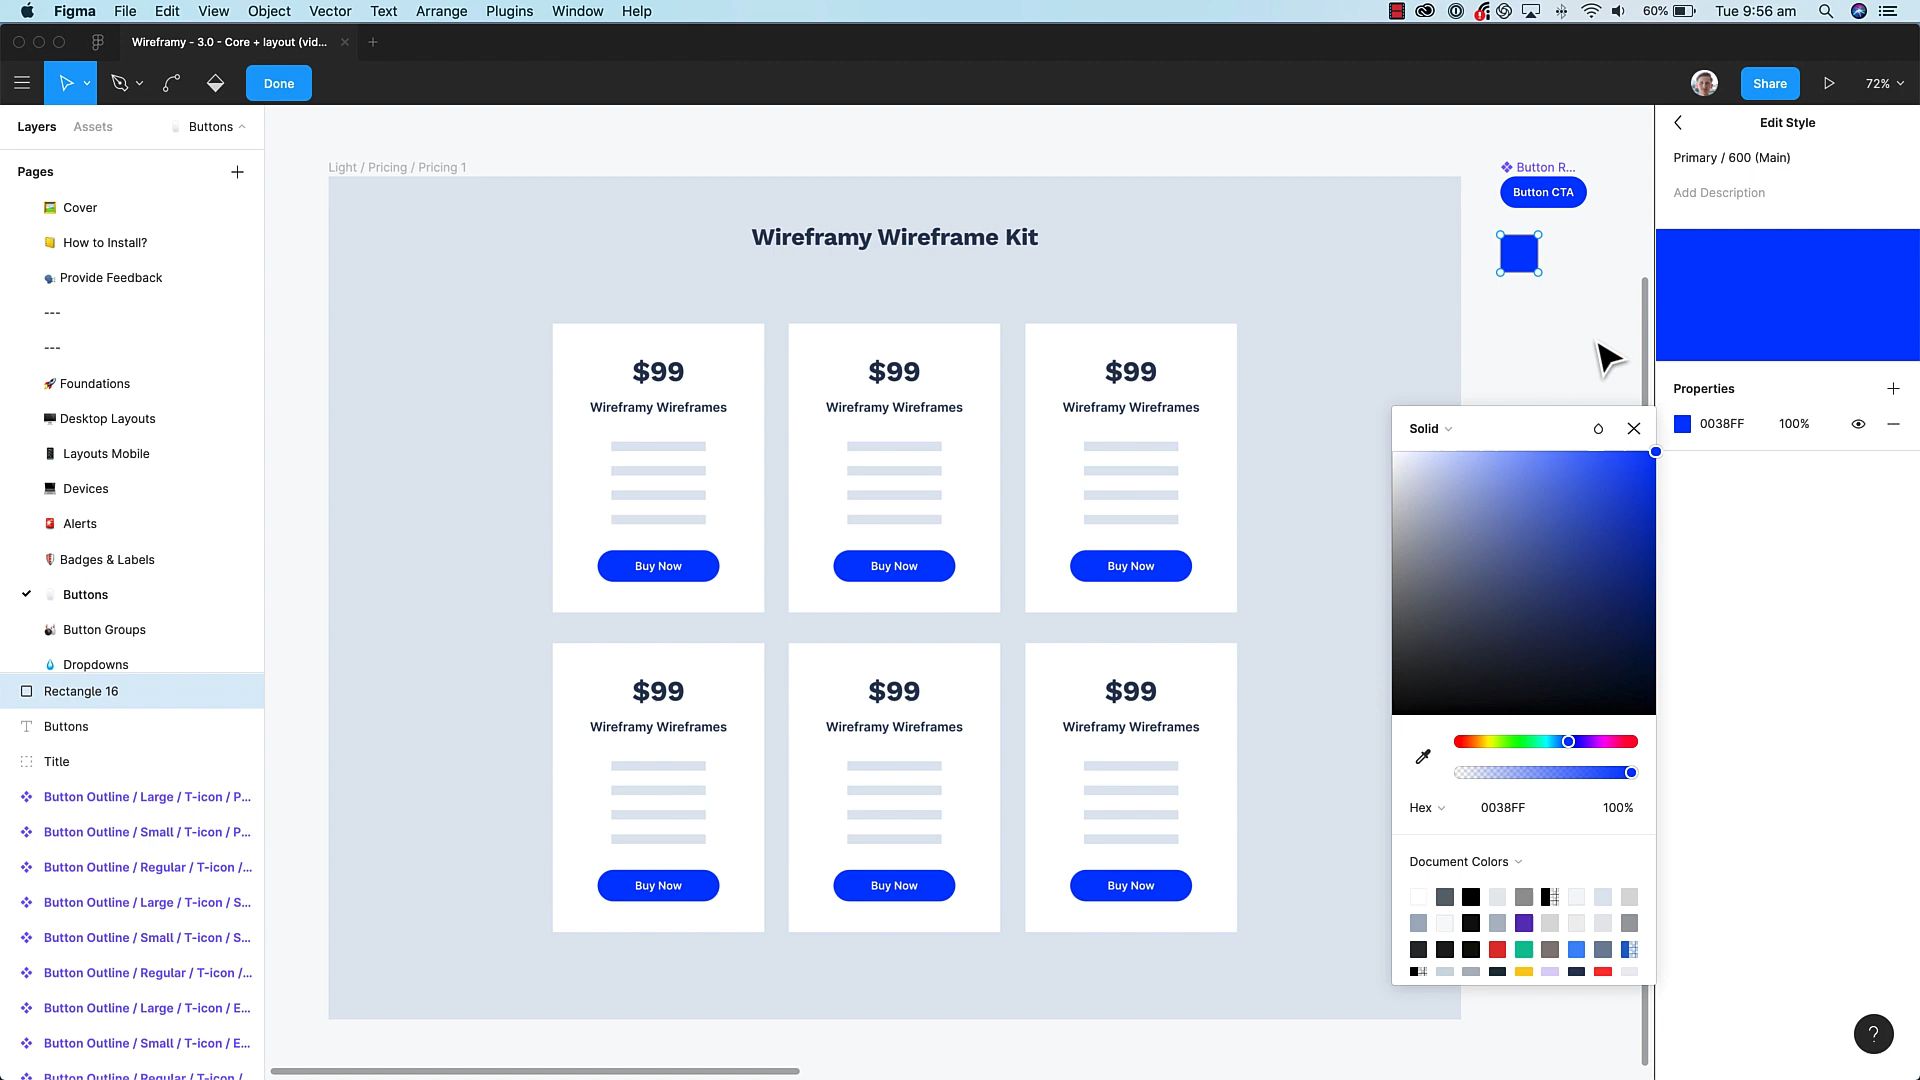 Figma File Edit View Object Vector Text Arrange Plugins Window Help 60% Tue 9:56 am
Wireframy - 3.0 - Core + layout (vid...
Done Share 72%
Layers Assets Buttons
Pages
Cover
How to Install?
Provide Feedback
---
---
Foundations
Desktop Layouts
Layouts Mobile
Devices
Alerts
Badges & Labels
Buttons
Button Groups
Dropdowns
Rectangle 16
Buttons
Title
Button Outline / Large / T-icon / P...
Button Outline / Small / T-icon / P...
Button Outline / Regular / T-icon /...
Button Outline / Large / T-icon / S...
Button Outline / Small / T-icon / S...
Button Outline / Regular / T-icon /...
Button Outline / Large / T-icon / E...
Button Outline / Small / T-icon / E...
Button Outline / Regular / T-icon /
Light / Pricing / Pricing 1
Wireframy Wireframe Kit
$99 $99 $99
Wireframy Wireframes Wireframy Wireframes Wireframy Wireframes
Buy Now Buy Now Buy Now
$99 $99 $99
Wireframy Wireframes Wireframy Wireframes Wireframy Wireframes
Buy Now Buy Now Buy Now
Button R...
Button CTA
Solid
Hex 0038FF 100%
Document Colors
Edit Style
Primary / 600 (Main)
Add Description
Properties
0038FF 100%
?